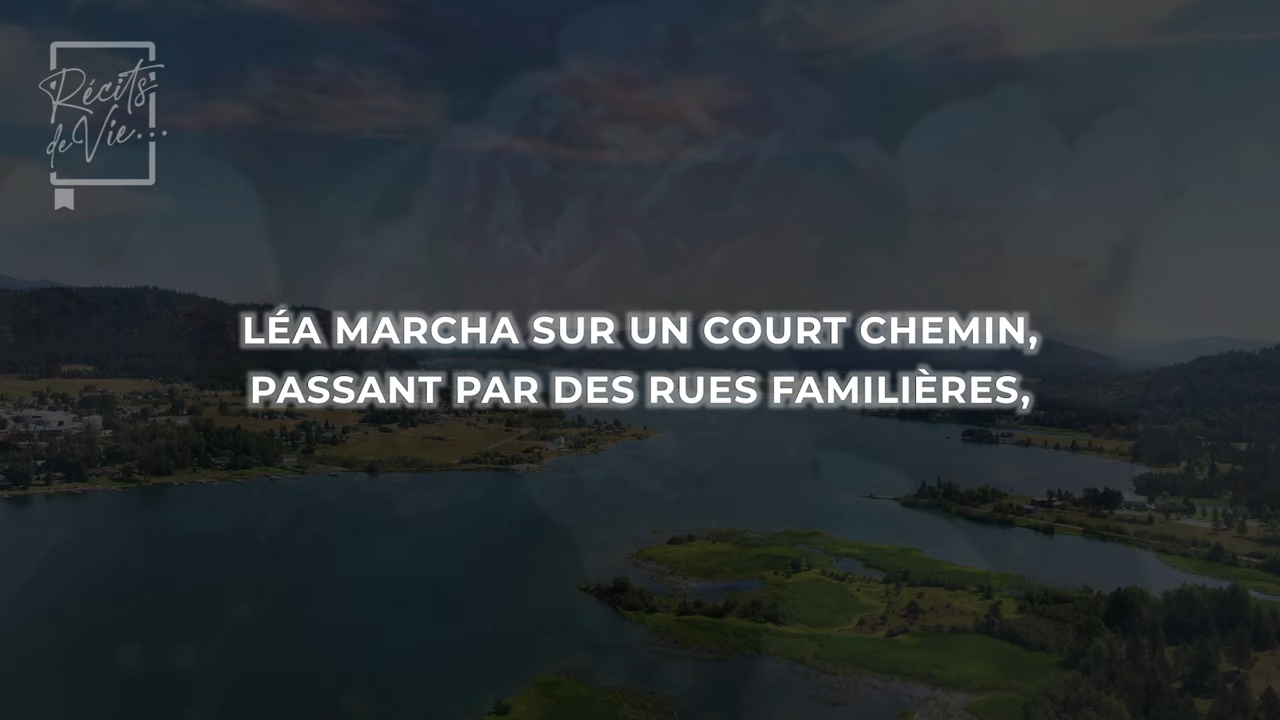 Récits
de Vie...
LÉA MARCHA SUR UN COURT CHEMIN,
PASSANT PAR DES RUES FAMILIÈRES,